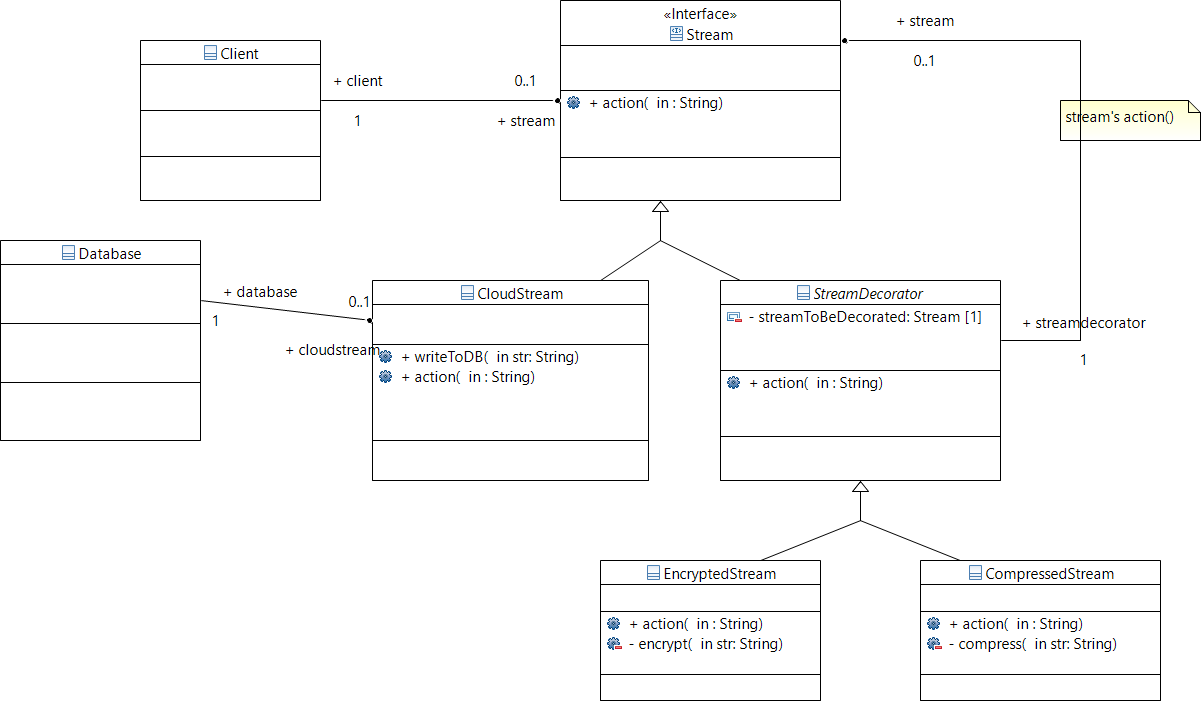 «Interface»
Stream
+ action(  in : String)
Client
+ client
1
0..1
+ stream
+ stream
0..1
stream's action()
Database
+ database
1
0..1
+ cloudstream
CloudStream
+ writeToDB(  in str: String)
+ action(  in : String)
StreamDecorator
- streamToBeDecorated: Stream [1]
+ action(  in : String)
+ streamdecorator
1
EncryptedStream
+ action(  in : String)
- encrypt(  in str: String)
CompressedStream
+ action(  in : String)
- compress(  in str: String)